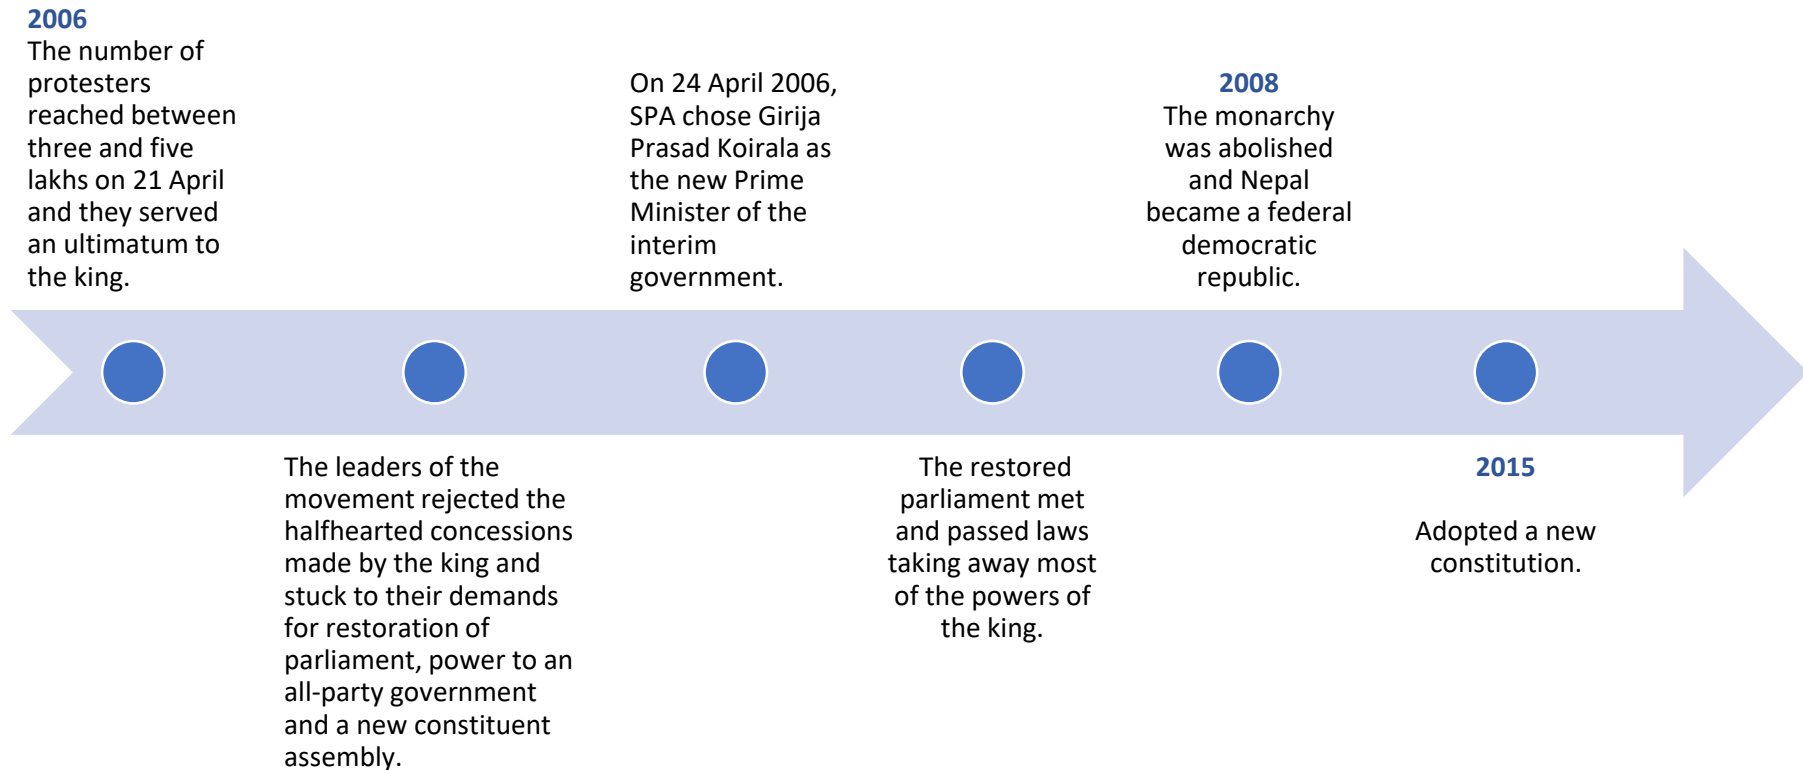 2006
The number of
protesters
reached between
three and five
lakhs on 21 April
and they served
an ultimatum to
the king.
The leaders of the
movement rejected the
halfhearted concessions
made by the king and
stuck to their demands
for restoration of
parliament, power to an
all-party government
and a new constituent
assembly.
On 24 April 2006,
SPA chose Girija
Prasad Koirala as
the new Prime
Minister of the
interim
government.
The restored
parliament met
and passed laws
taking away most
of the powers of
the king.
2008
The monarchy
was abolished
and Nepal
became a federal
democratic
republic.
2015
Adopted a new
constitution.